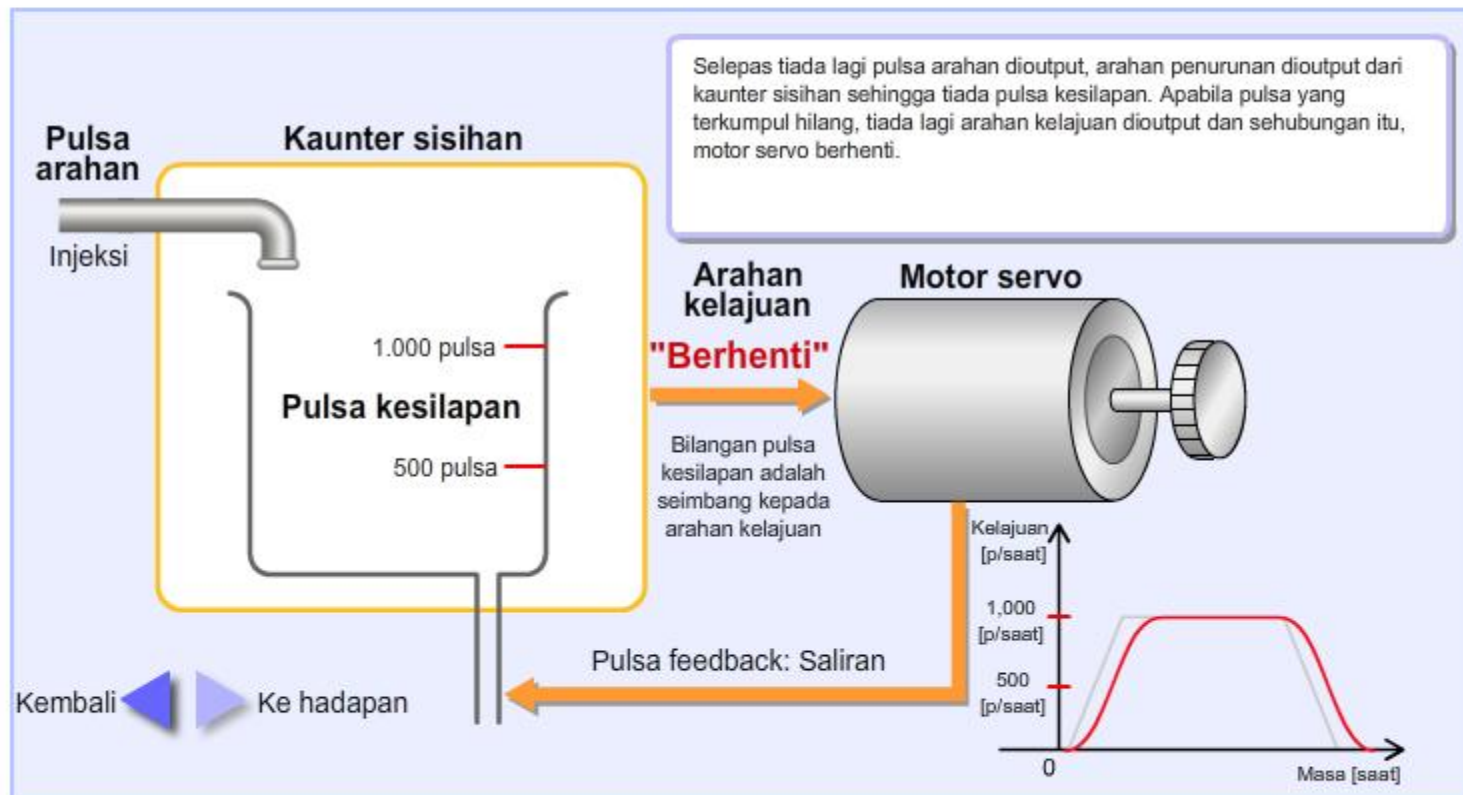 Selepas tiada lagi pulsa arahan dioutput, arahan penurunan dioutput dari
kaunter sisihan sehingga tiada pulsa kesilapan. Apabila pulsa yang
terkumpul hilang, tiada lagi arahan kelajuan dioutput dan sehubungan itu,
motor servo berhenti.
Pulsa
arahan
Injeksi
Kaunter sisihan
1.000 pulsa
Pulsa kesilapan
500 pulsa
Arahan
kelajuan
"Berhenti"
Bilangan pulsa
kesilapan adalah
seimbang kepada
arahan kelajuan
Motor servo
Kelajuan
[p/saat]
1,000
[p/saat]
500
[p/saat]
0
Masa [saat]
Pulsa feedback: Saliran
Kembali
Ke hadapan